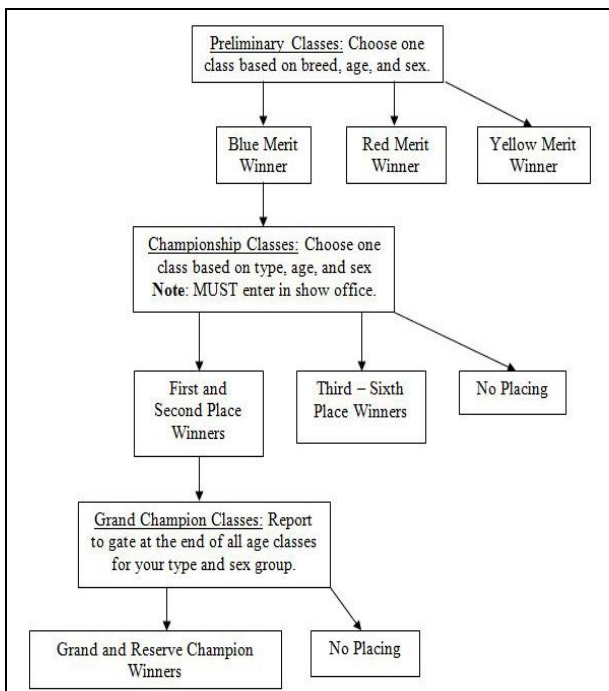 Preliminary Classes: Choose one
class based on breed, age, and sex.
Blue Merit
Winner
Red Merit
Winner
Yellow Merit
Winner
Championship Classes: Choose one
class based on type, age, and sex
Note: MUST enter in show office.
First and
Second Place
Winners
Third – Sixth
Place Winners
No Placing
Grand Champion Classes: Report
to gate at the end of all age classes
for your type and sex group.
Grand and Reserve Champion
Winners
No Placing